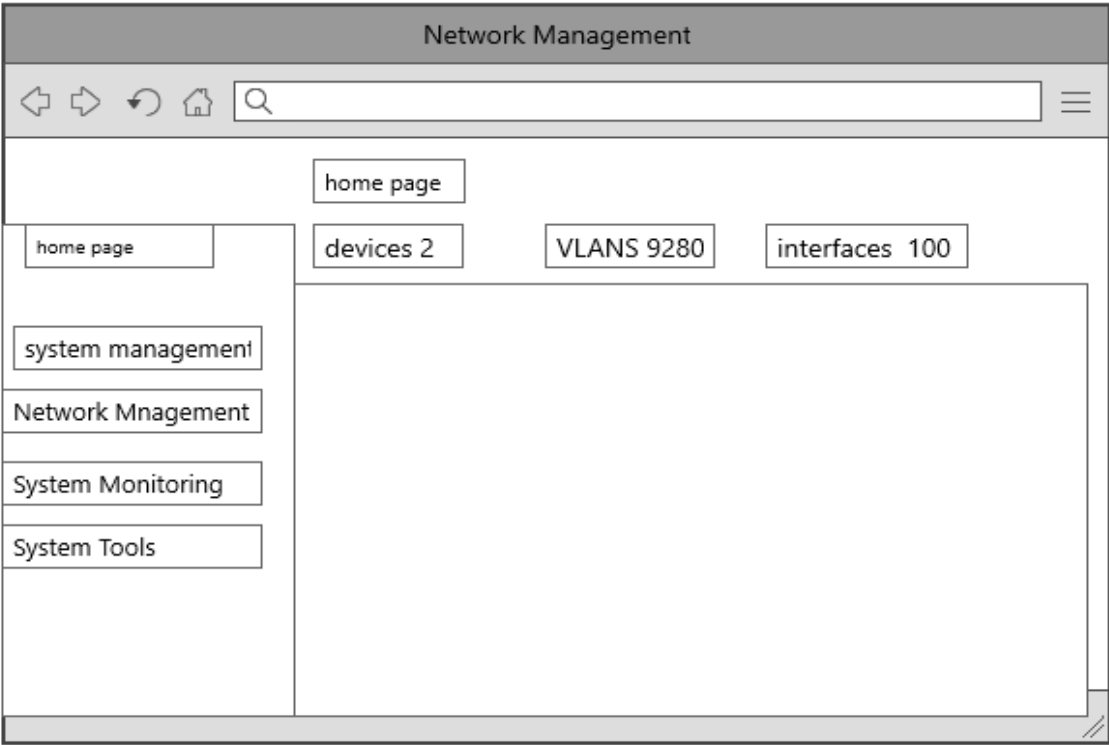 Network Management
home page
home page
devices 2
VLANS 9280
interfaces 100
system management
Network Mnagement
System Monitoring
System Tools